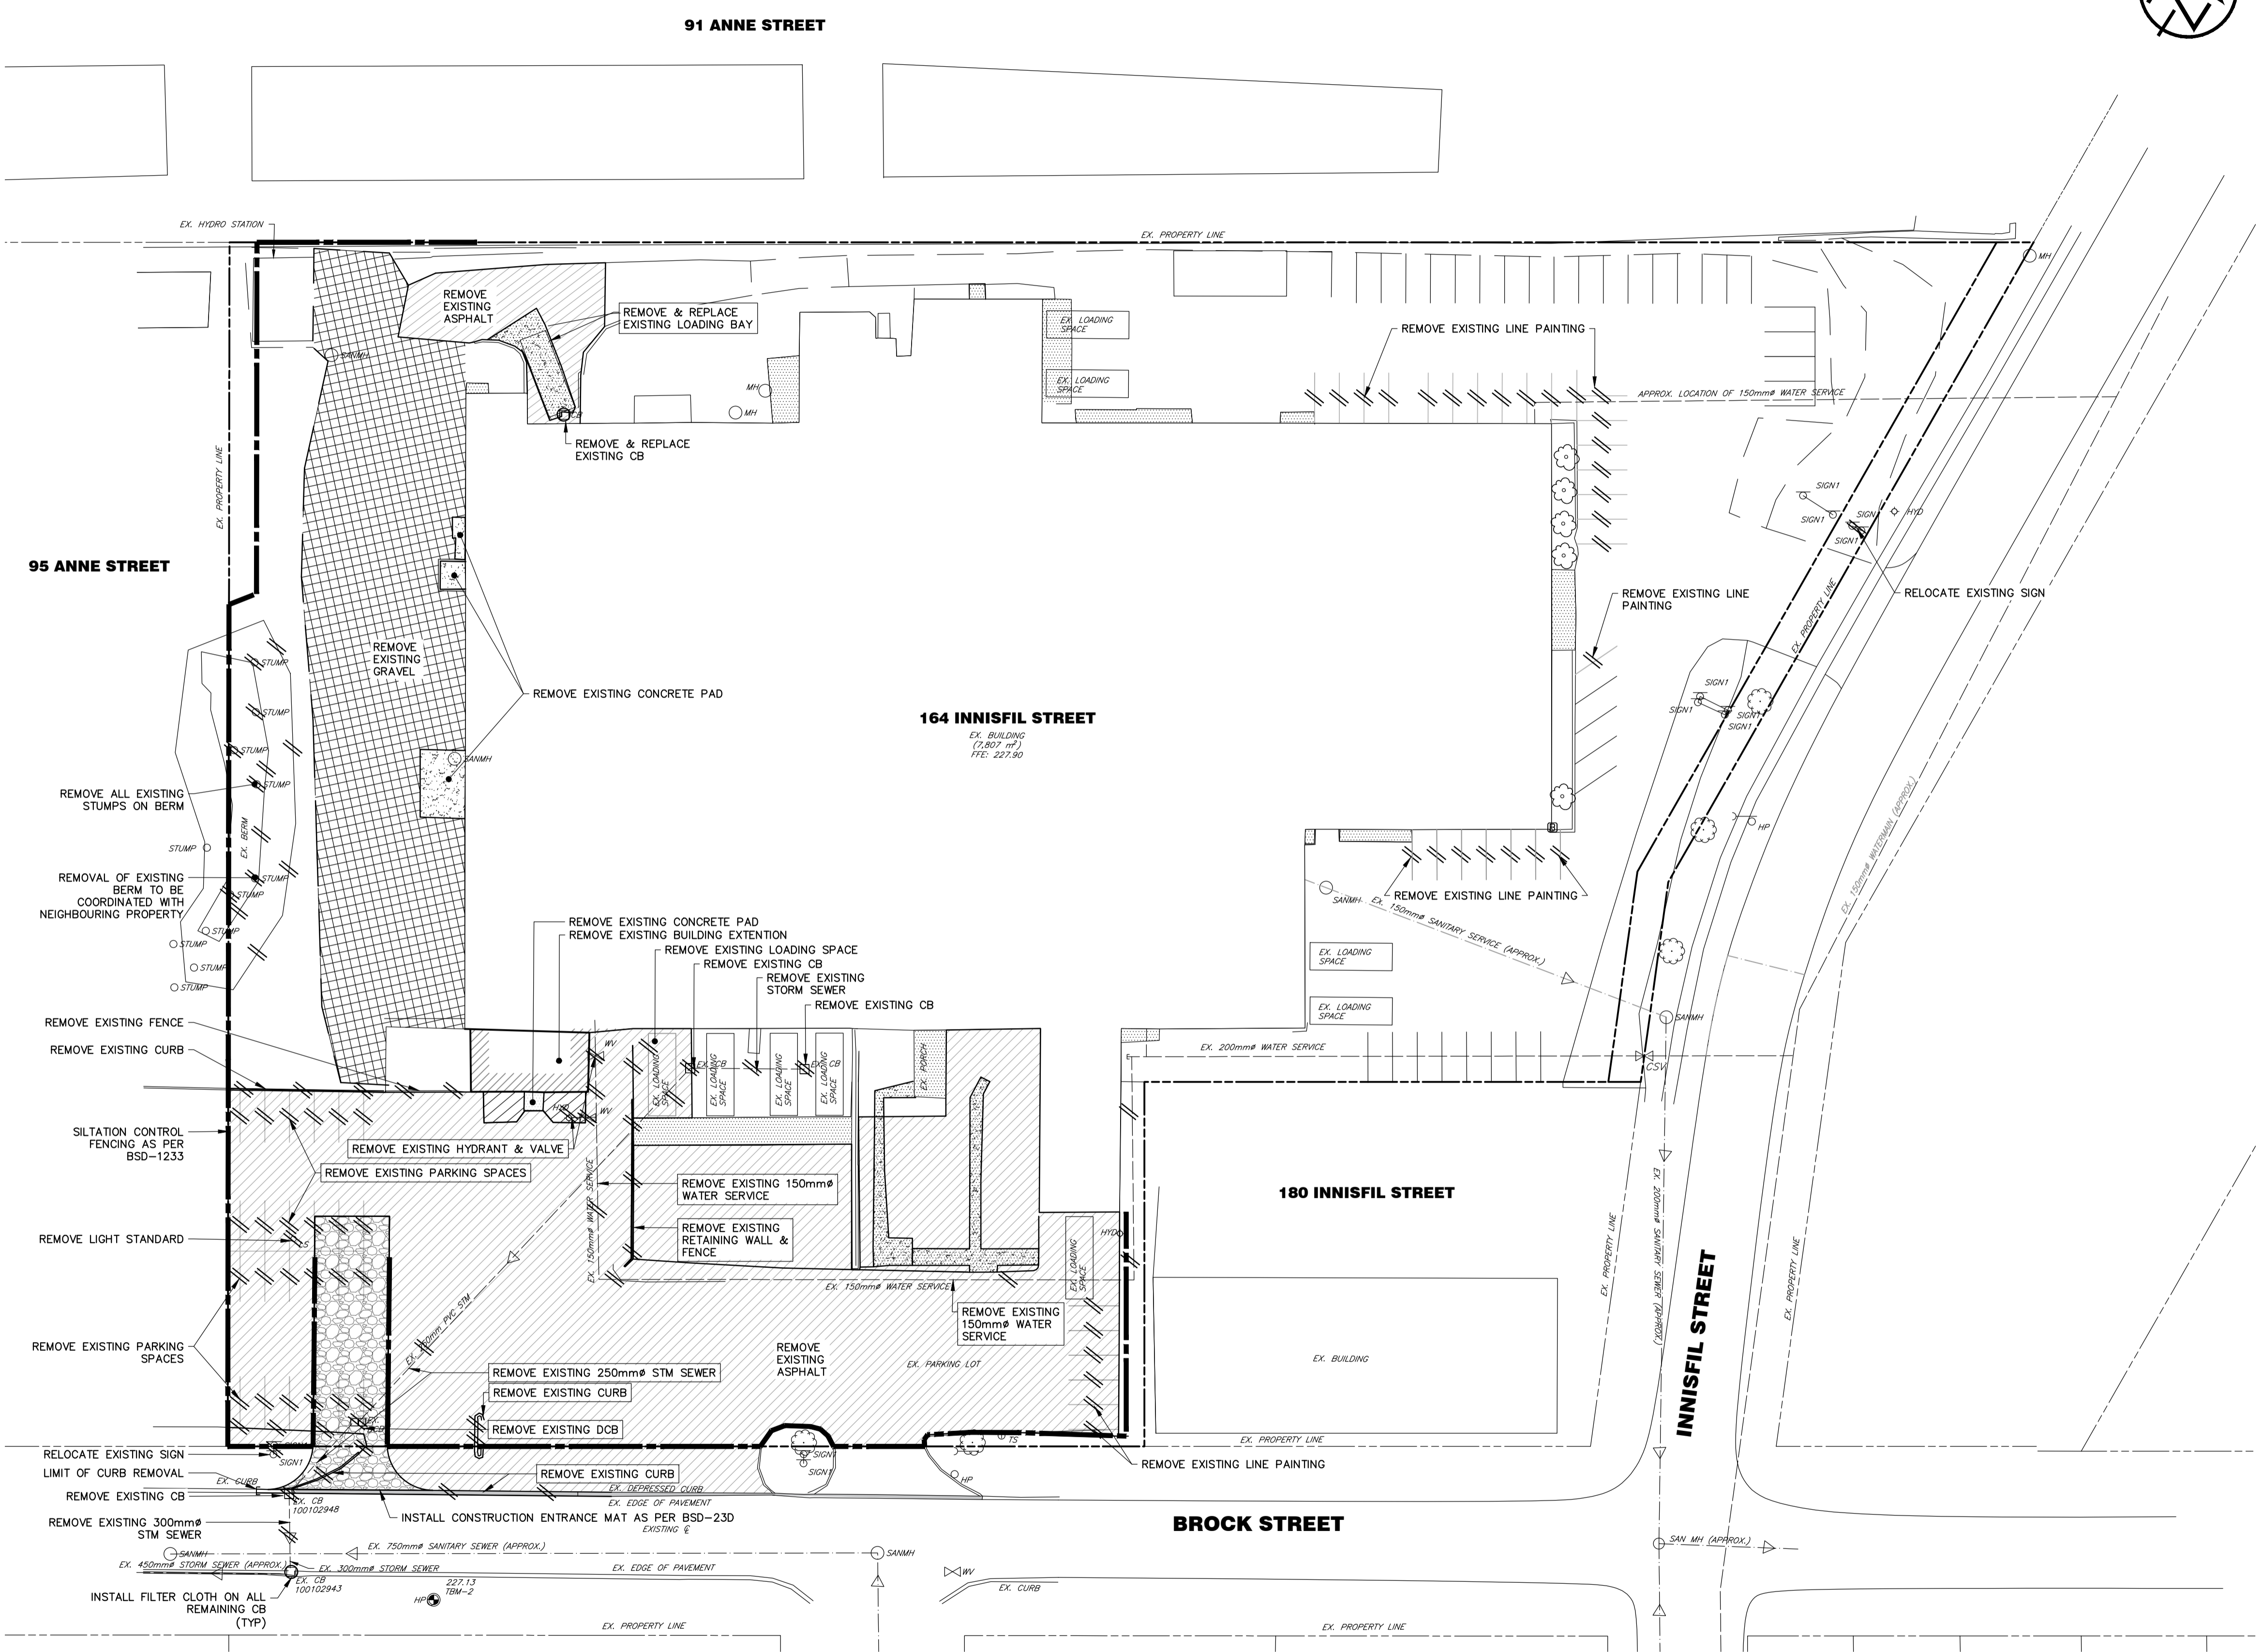 91 ANNE STREET
EX. HYDRO STATION
EX. PROPERTY LINE
MH
REMOVE
EXISTING
ASPHALT
REMOVE & REPLACE
EXISTING LOADING BAY
EX. LOADING
SPACE
REMOVE EXISTING LINE PAINTING
SANMH
EX. LOADING
SPACE
MH
MH
CB
APPROX. LOCATION OF 150mmø WATER SERVICE
REMOVE & REPLACE
EXISTING CB
EX. PROPERTY LINE
SIGN1
SIGN1
SIGN
SIGN1
HYD
95 ANNE STREET
REMOVE EXISTING LINE
PAINTING
RELOCATE EXISTING SIGN
EX. PROPERTY LINE
REMOVE
EXISTING
GRAVEL
STUMP
STUMP
STUMP
STUMP
REMOVE EXISTING CONCRETE PAD
SIGN1
SIGN1
SIGN1
SIGN1
164 INNISFIL STREET
EX. BUILDING
(7,807 m²)
FFE: 227.90
SANMH
REMOVE ALL EXISTING
STUMPS ON BERM
EX. BERM
STUMP
HP
EX. 150mmø WATERMAIN (APPROX.)
REMOVAL OF EXISTING
BERM TO BE
COORDINATED WITH
NEIGHBOURING PROPERTY
STUMP
STUMP
STUMP
STUMP
STUMP
STUMP
REMOVE EXISTING LINE PAINTING
SANMH
EX. 150mmø SANITARY SERVICE (APPROX.)
REMOVE EXISTING CONCRETE PAD
REMOVE EXISTING BUILDING EXTENTION
REMOVE EXISTING LOADING SPACE
REMOVE EXISTING CB
REMOVE EXISTING
STORM SEWER
REMOVE EXISTING CB
EX. LOADING
SPACE
EX. LOADING
SPACE
SANMH
REMOVE EXISTING FENCE
REMOVE EXISTING CURB
WV
EX. CB
EX. CB
EX. LOADING
SPACE
EX. LOADING
SPACE
EX. LOADING
SPACE
EX. LOADING
SPACE
EX. PORCH
EX. 200mmø WATER SERVICE
CSV
HYD
WV
SILTATION CONTROL
FENCING AS PER
BSD-1233
REMOVE EXISTING HYDRANT & VALVE
REMOVE EXISTING PARKING SPACES
EX. 150mmø WATER SERVICE
REMOVE EXISTING 150mmø
WATER SERVICE
180 INNISFIL STREET
REMOVE LIGHT STANDARD
LS
REMOVE EXISTING
RETAINING WALL &
FENCE
HYD
EX. LOADING
SPACE
EX. PROPERTY LINE
EX. 200mmø SANITARY SEWER (APPROX.)
INNISFIL STREET
EX. PROPERTY LINE
EX. 150mmø WATER SERVICE
REMOVE EXISTING
150mmø WATER
SERVICE
REMOVE EXISTING PARKING
SPACES
REMOVE
EXISTING
ASPHALT
EX. PARKING LOT
EX. BUILDING
REMOVE EXISTING 250mmø STM SEWER
REMOVE EXISTING CURB
REMOVE EXISTING DCB
RELOCATE EXISTING SIGN
SIGN1
LIMIT OF CURB REMOVAL
EX. CURB
REMOVE EXISTING CURB
SIGN1
SIGN1
TS
HP
EX. PROPERTY LINE
REMOVE EXISTING LINE PAINTING
REMOVE EXISTING CB
EX. CB
100102948
EX. DEPRESSED CURB
EX. EDGE OF PAVEMENT
INSTALL CONSTRUCTION ENTRANCE MAT AS PER BSD-23D
EXISTING ℄
BROCK STREET
REMOVE EXISTING 300mmø
STM SEWER
SANMH
EX. 750mmø SANITARY SEWER (APPROX.)
SANMH
SAN MH (APPROX.)
EX. 450mmø STORM SEWER (APPROX.)
EX. 300mmø STORM SEWER
EX. EDGE OF PAVEMENT
WV
EX. CURB
EX. CB
100102943
227.13
TBM-2
HP
INSTALL FILTER CLOTH ON ALL
REMAINING CB
(TYP)
EX. PROPERTY LINE
EX. PROPERTY LINE